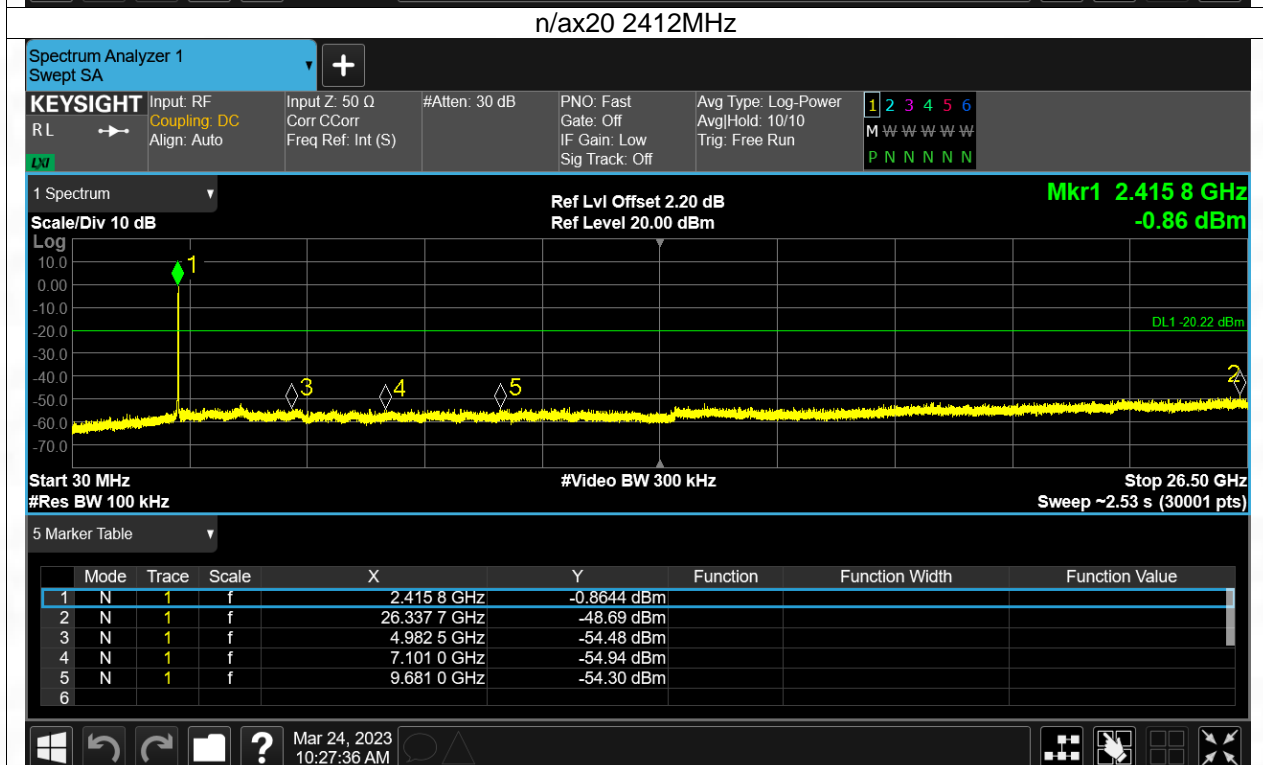 n/ax20 2412MHz
Spectrum Analyzer 1
Swept SA
+
KEYSIGHT
RL
LXI
Input: RF
Coupling: DC
Align: Auto
Input Z: 50 Ω
Corr CCorr
Freq Ref: Int (S)
#Atten: 30 dB
PNO: Fast
Gate: Off
IF Gain: Low
Sig Track: Off
Avg Type: Log-Power
Avg|Hold: 10/10
Trig: Free Run
1 2 3 4 5 6
M W W W W W
P N N N N N
1 Spectrum
Scale/Div 10 dB
Ref Lvl Offset 2.20 dB
Ref Level 20.00 dBm
Mkr1 2.415 8 GHz
-0.86 dBm
Log
10.0
0.00
-10.0
-20.0
-30.0
-40.0
-50.0
-60.0
-70.0
1
DL1 -20.22 dBm
3
4
5
2
Start 30 MHz
#Res BW 100 kHz
#Video BW 300 kHz
Stop 26.50 GHz
Sweep ~2.53 s (30001 pts)
5 Marker Table
Mode Trace Scale X Y Function Function Width Function Value
1 N 1 f 2.415 8 GHz -0.8644 dBm
2 N 1 f 26.337 7 GHz -48.69 dBm
3 N 1 f 4.982 5 GHz -54.48 dBm
4 N 1 f 7.101 0 GHz -54.94 dBm
5 N 1 f 9.681 0 GHz -54.30 dBm
6
?
Mar 24, 2023
10:27:36 AM